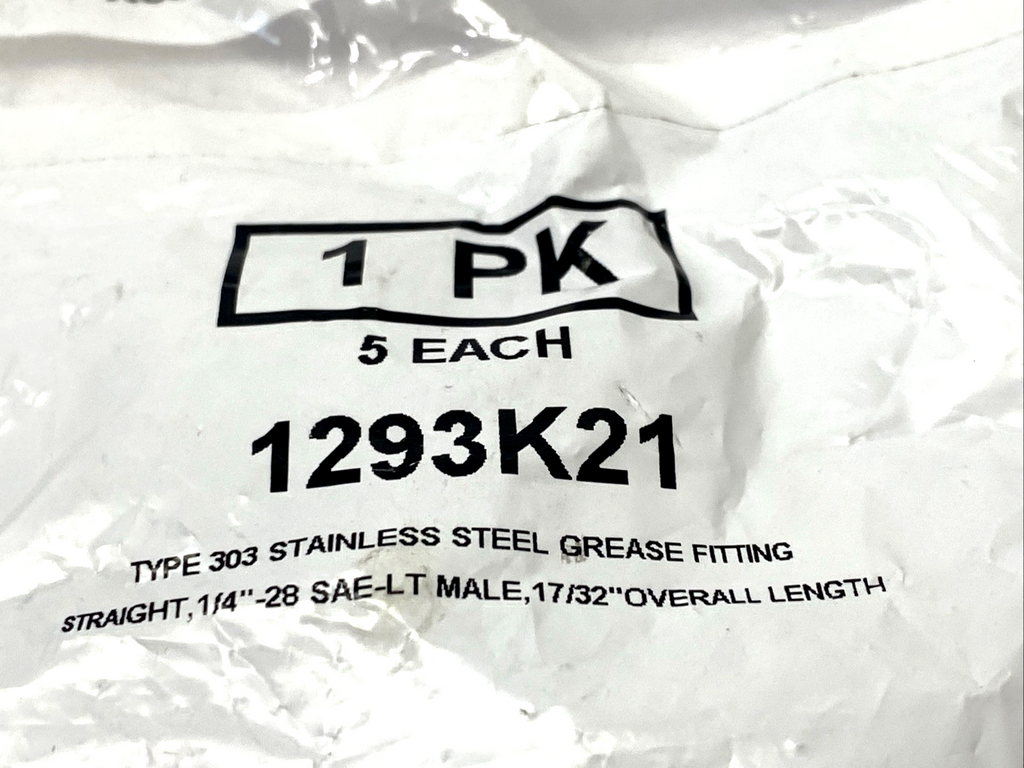 1 PK
5 EACH
1293K21
TYPE 303 STAINLESS STEEL GREASE FITTING
STRAIGHT,1/4"-28 SAE-LT MALE,17/32"OVERALL LENGTH